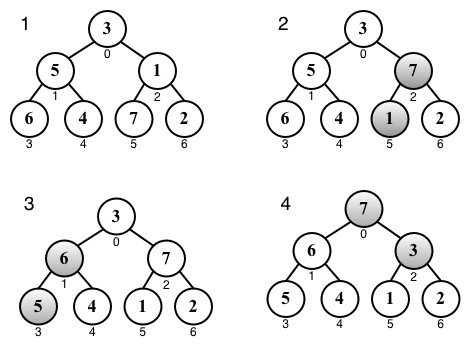 1 2
3 3
0 0
5 1 5 7
1 2 1 2
6 4 7 2 6 4 1 2
3 4 5 6 3 4 5 6
3 4
3 7
0 0
6 7 6 3
1 2 1 2
5 4 1 2 5 4 1 2
3 4 5 6 3 4 5 6